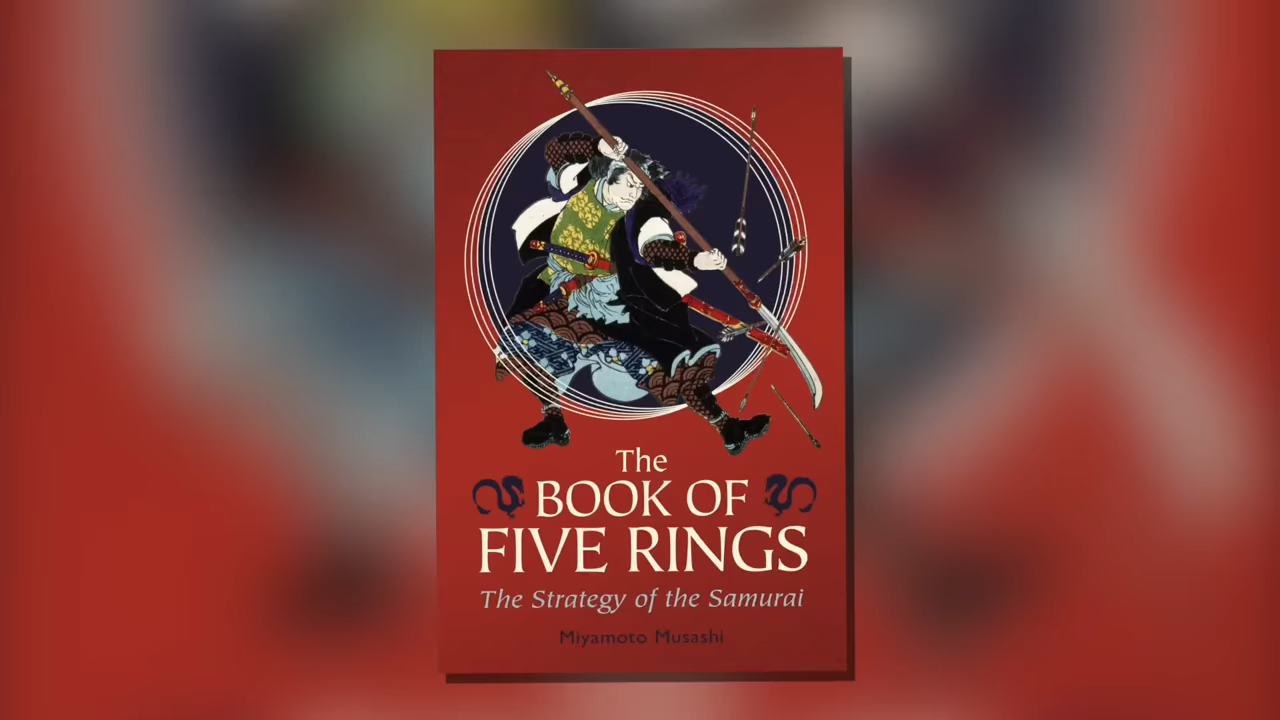 The
BOOK OF
FIVE RINGS
The Strategy of the Samurai
Miyamoto Musashi